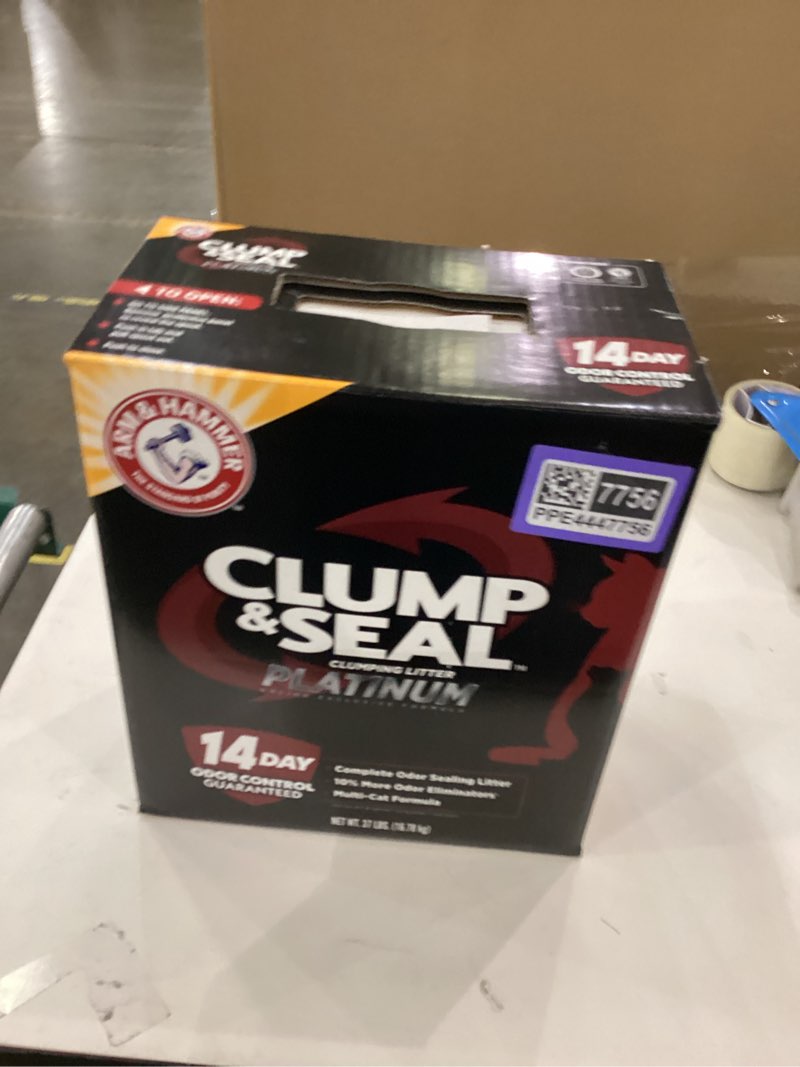 CLUMP
& SEAL
PLATINUM
4 TO OPEN:
14 DAY
ODOR CONTROL
GUARANTEED
ARM & HAMMER
7756
PPE4447756
CLUMP
& SEAL™
CLUMPING LITTER
PLATINUM
14 DAY
ODOR CONTROL
GUARANTEED
Complete Odor Sealing Litter
10% More Odor Eliminators
Multi-Cat Formula
NET WT. 37 LBS. (16.78 kg)